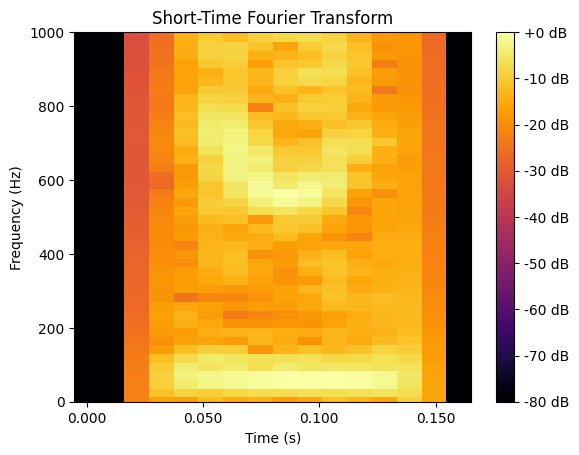 Short-Time Fourier Transform
1000
800
600
400
200
0
Frequency (Hz)
0.000
0.050
0.100
0.150
Time (s)
+0 dB
-10 dB
-20 dB
-30 dB
-40 dB
-50 dB
-60 dB
-70 dB
-80 dB